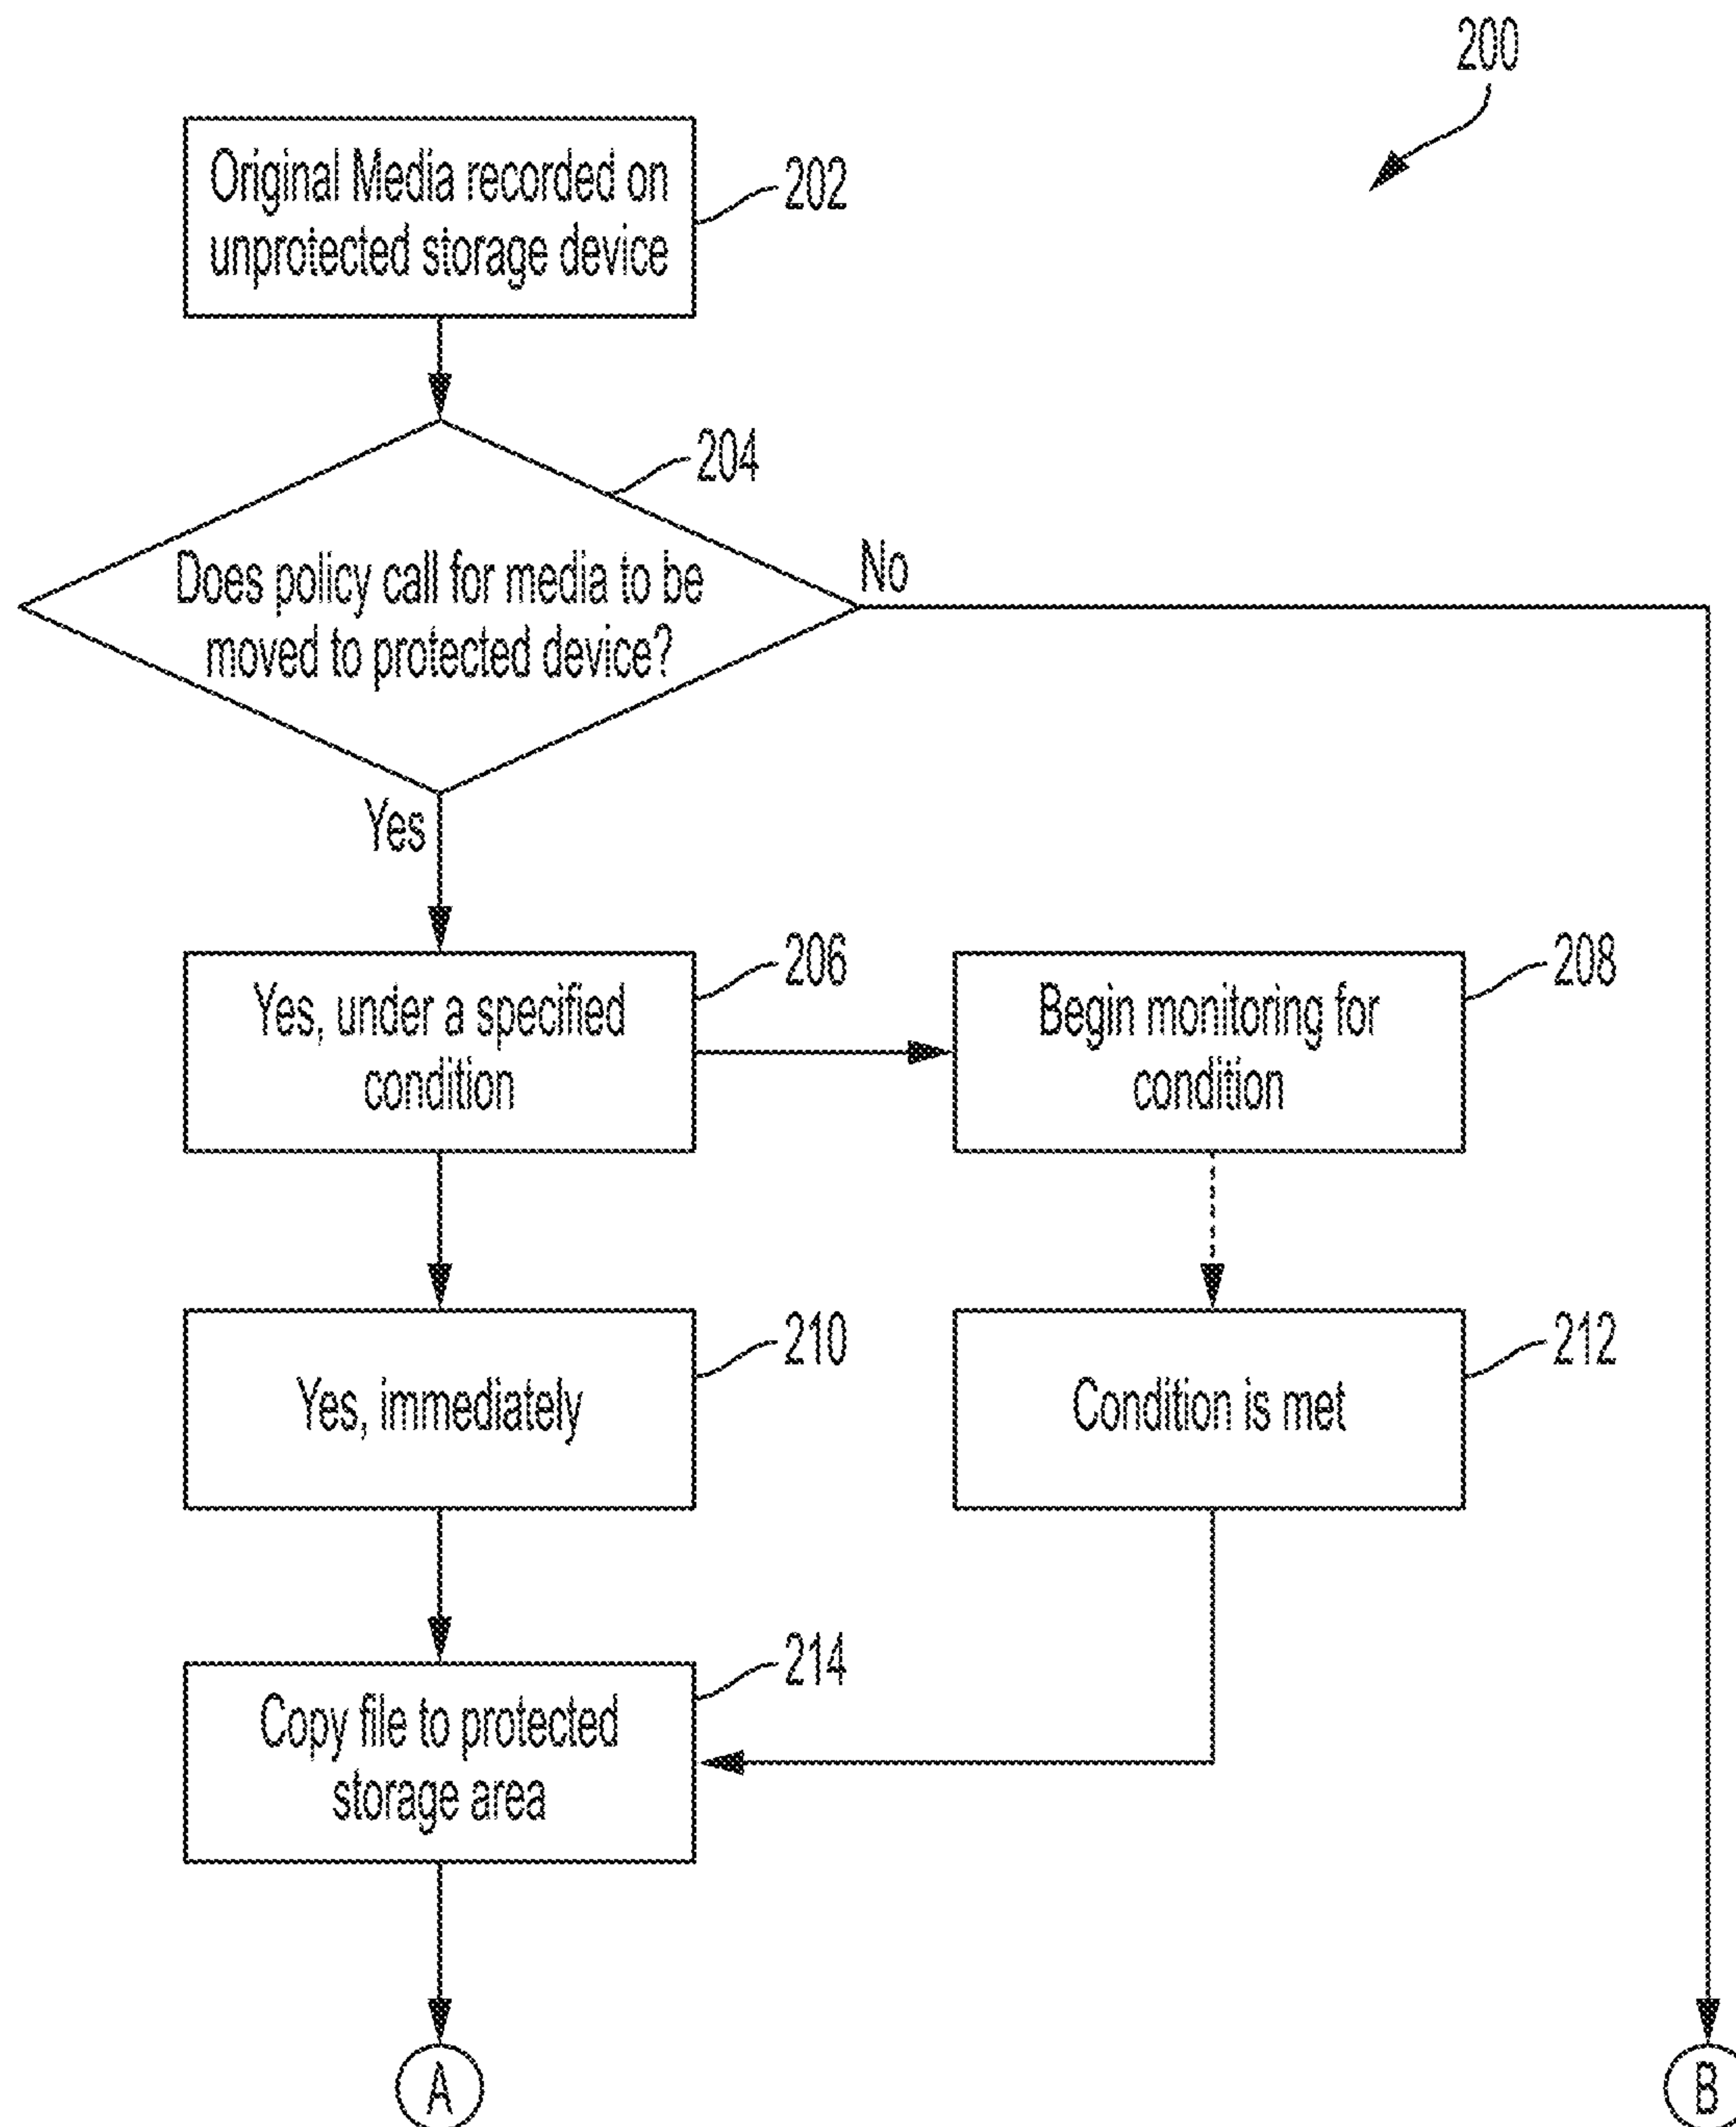 200
Original Media recorded on
unprotected storage device
202
204
Does policy call for media to be
moved to protected device?
No
Yes
206
Yes, under a specified
condition
208
Begin monitoring for
condition
210
Yes, immediately
212
Condition is met
214
Copy file to protected
storage area
A
B